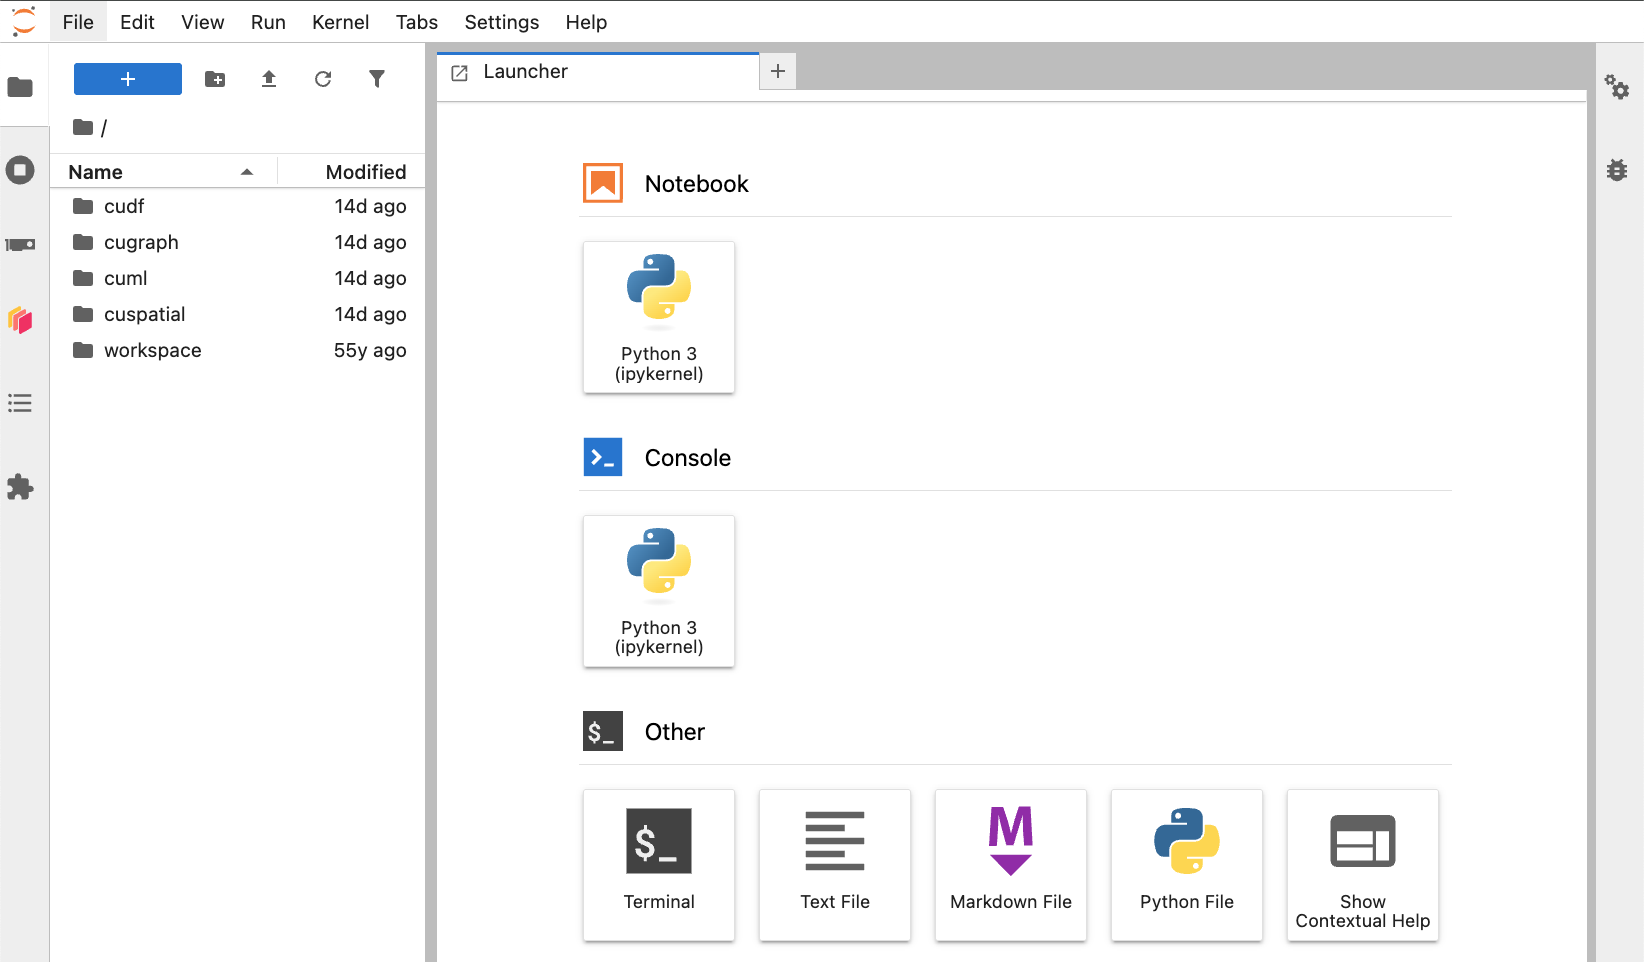 File Edit View Run Kernel Tabs Settings Help
Launcher
/
Name Modified
cudf 14d ago
cugraph 14d ago
cuml 14d ago
cuspatial 14d ago
workspace 55y ago
Notebook
Python 3
(ipykernel)
Console
Python 3
(ipykernel)
$_ Other
$_
M
Terminal
Text File
Markdown File
Python File
Show
Contextual Help